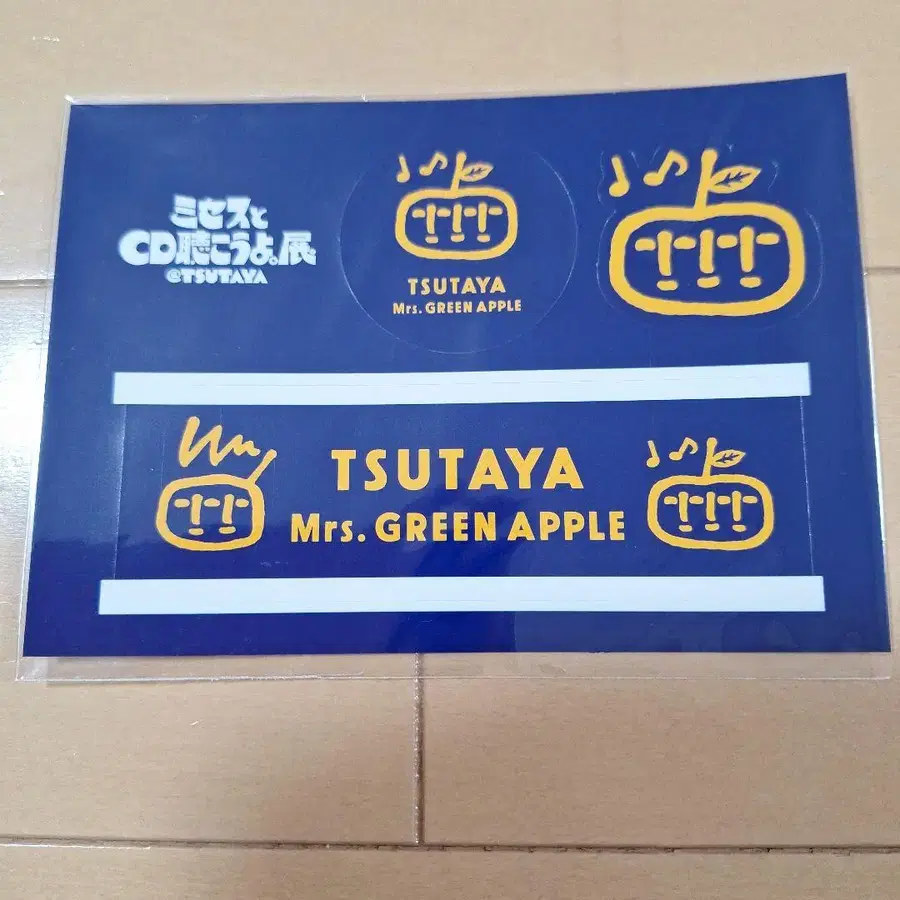 ミセスと
CD聴こうよ。展
@TSUTAYA
TSUTAYA
Mrs. GREEN APPLE
TSUTAYA
Mrs. GREEN APPLE